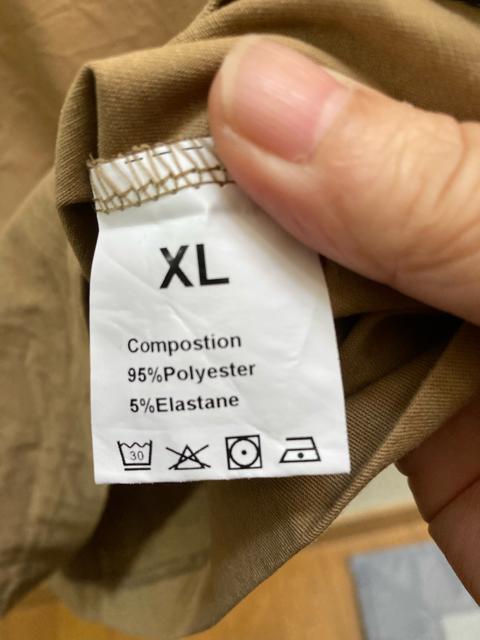 XL
Compostion
95%Polyester
5%Elastane
30